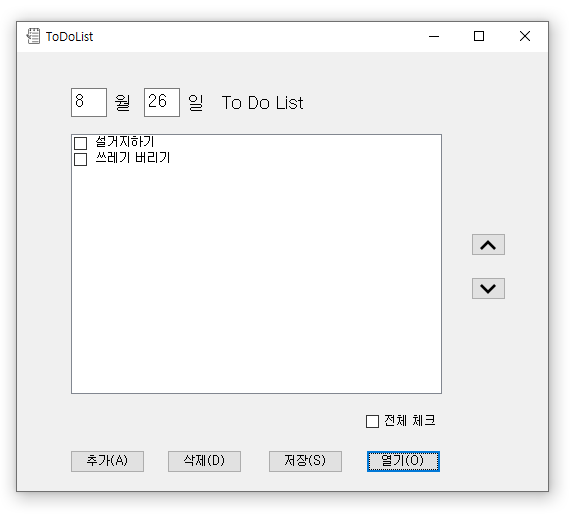 ToDoList
8 월 26 일 To Do List
설거지하기
쓰레기 버리기
전체 체크
추가(A) 삭제(D) 저장(S) 열기(O)